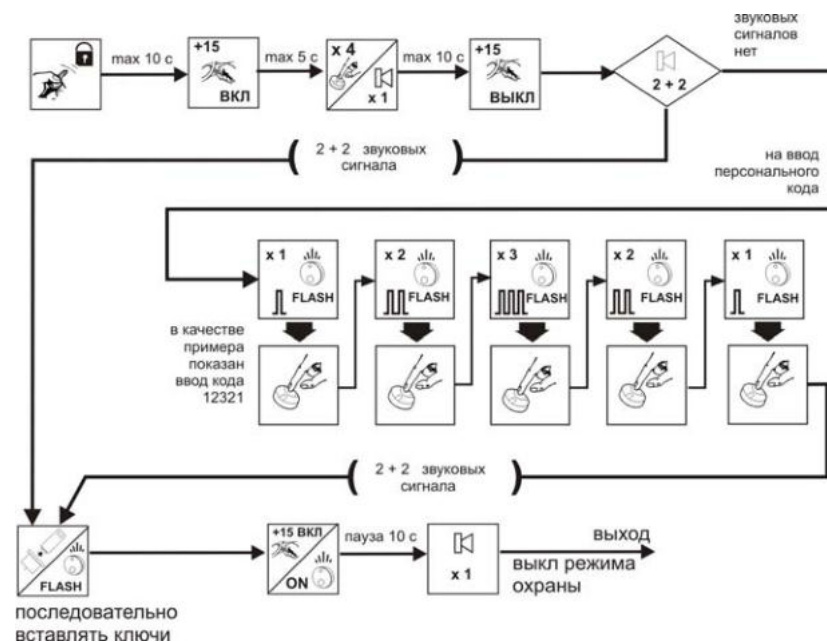 звуковых
сигналов
нет
+15
ВКЛ
x 4
x 1
+15
ВЫКЛ
2 + 2
max 10 с
max 5 с
max 10 с
( 2 + 2 звуковых
сигнала )
на ввод
персонального
кода
x 1
FLASH
x 2
FLASH
x 3
FLASH
x 2
FLASH
x 1
FLASH
в качестве
примера
показан
ввод кода
12321
( 2 + 2 звуковых
сигнала )
FLASH
+15 ВКЛ
ON
пауза 10 с
x 1
выход
выкл режима
охраны
последовательно
вставлять ключи